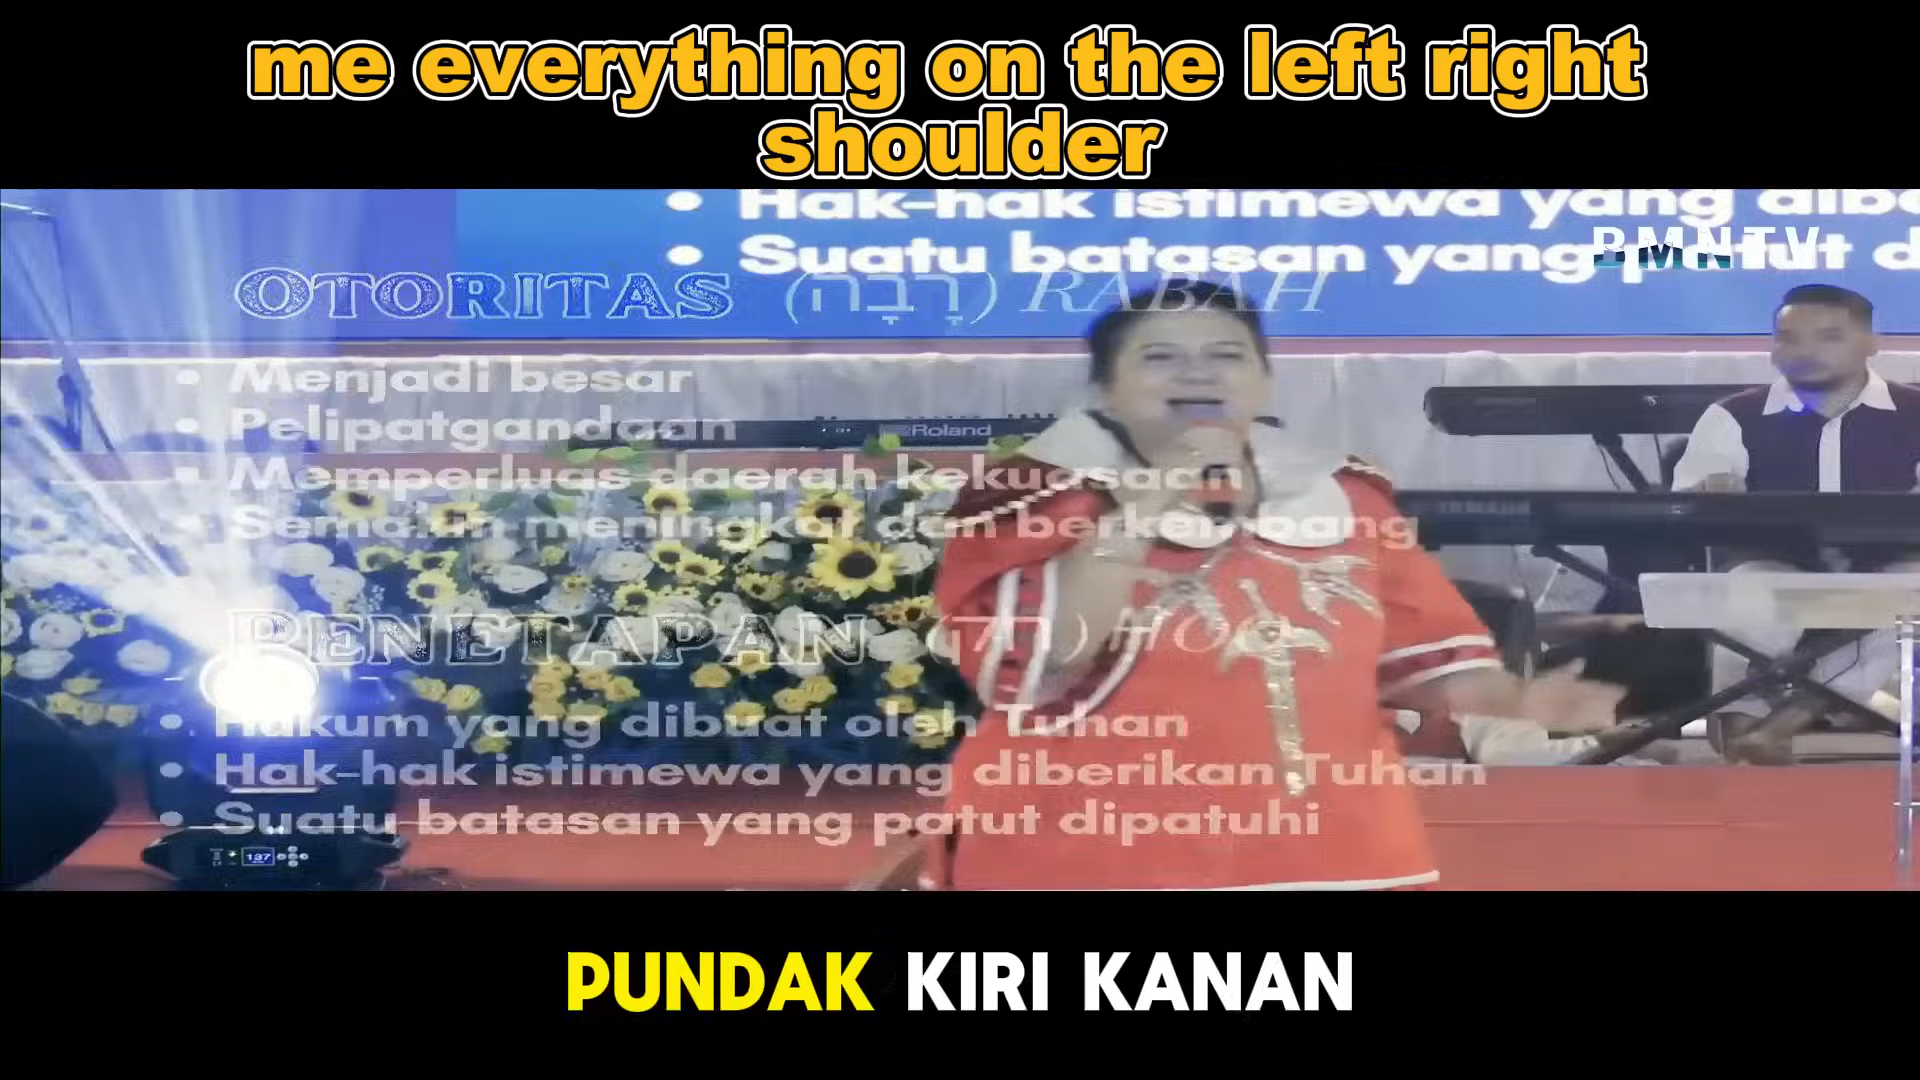 me everything on the left right
shoulder
• Hak-hak istimewa yang
• Suatu batasan yang patut
BMNTV
OTORITAS (רָבָה) RABAH
• Menjadi besar
• Pelipatgandaan
Roland
• Memperluas daerah kekuasaan
• Semakin meningkat dan berkembang
YAMAHA
PENETAPAN
• Hukum yang dibuat oleh Tuhan
• Hak-hak istimewa yang diberikan Tuhan
• Suatu batasan yang patut dipatuhi
137
PUNDAK KIRI KANAN